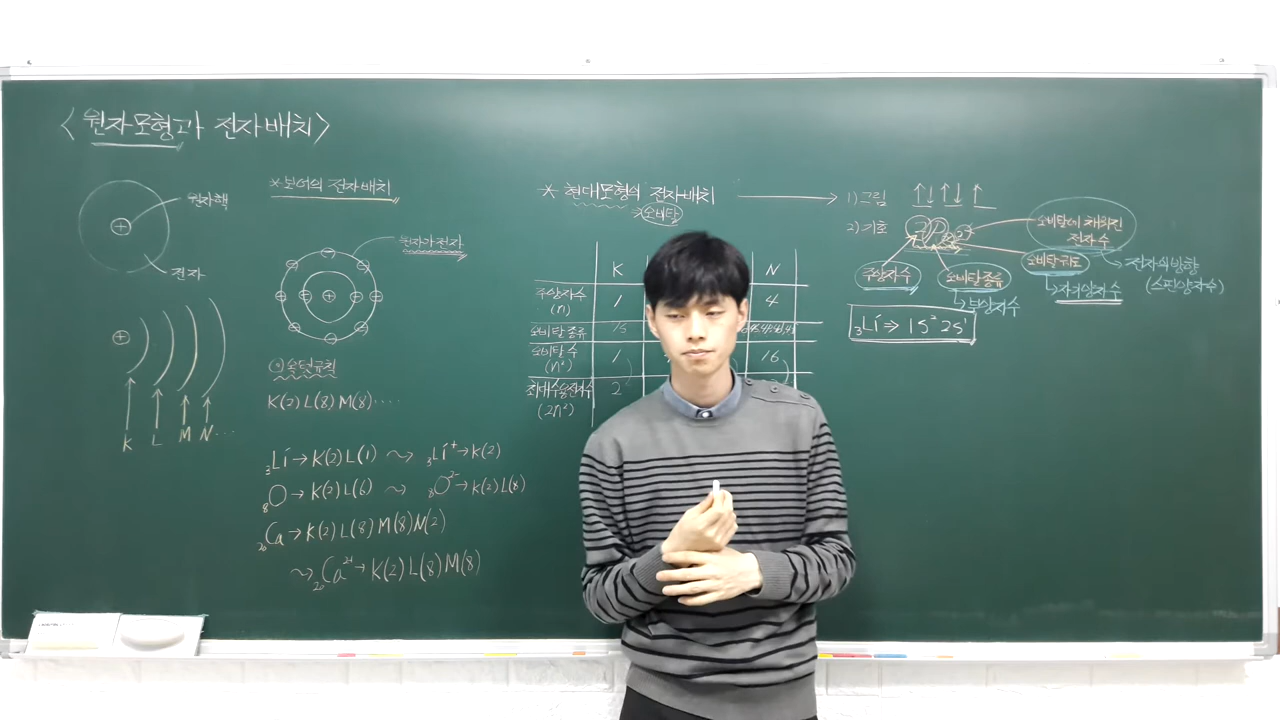 <원자모형과 전자배치>
원자핵
전자
K L M N ...
*보어의 전자배치
원자가 전자
⊙옥텟규칙
K(2) L(8) M(8)....
₃Li → K(2) L(1) ~> ₃Li⁺ → K(2)
₈O → K(2) L(6) ~> ₈O²⁻ → K(2) L(8)
₂₀Ca → K(2) L(8) M(8) N(2)
~> ₂₀Ca²⁺ → K(2) L(8) M(8)
* 현대모형의 전자배치
오비탈
K N
주양자수 (n) 1 4
오비탈 종류 1s
오비탈 수 (n²) 1 16
최대수용전자수 (2n²) 2
1) 그림 ↑↓ ↑↓ ↑
2) 기호
오비탈에 채워진 전자 수
주양자수
오비탈 종류
부양자수
오비탈 궤도
자기양자수
전자 스핀방향
(스핀양자수)
₃Li → 1s² 2s¹